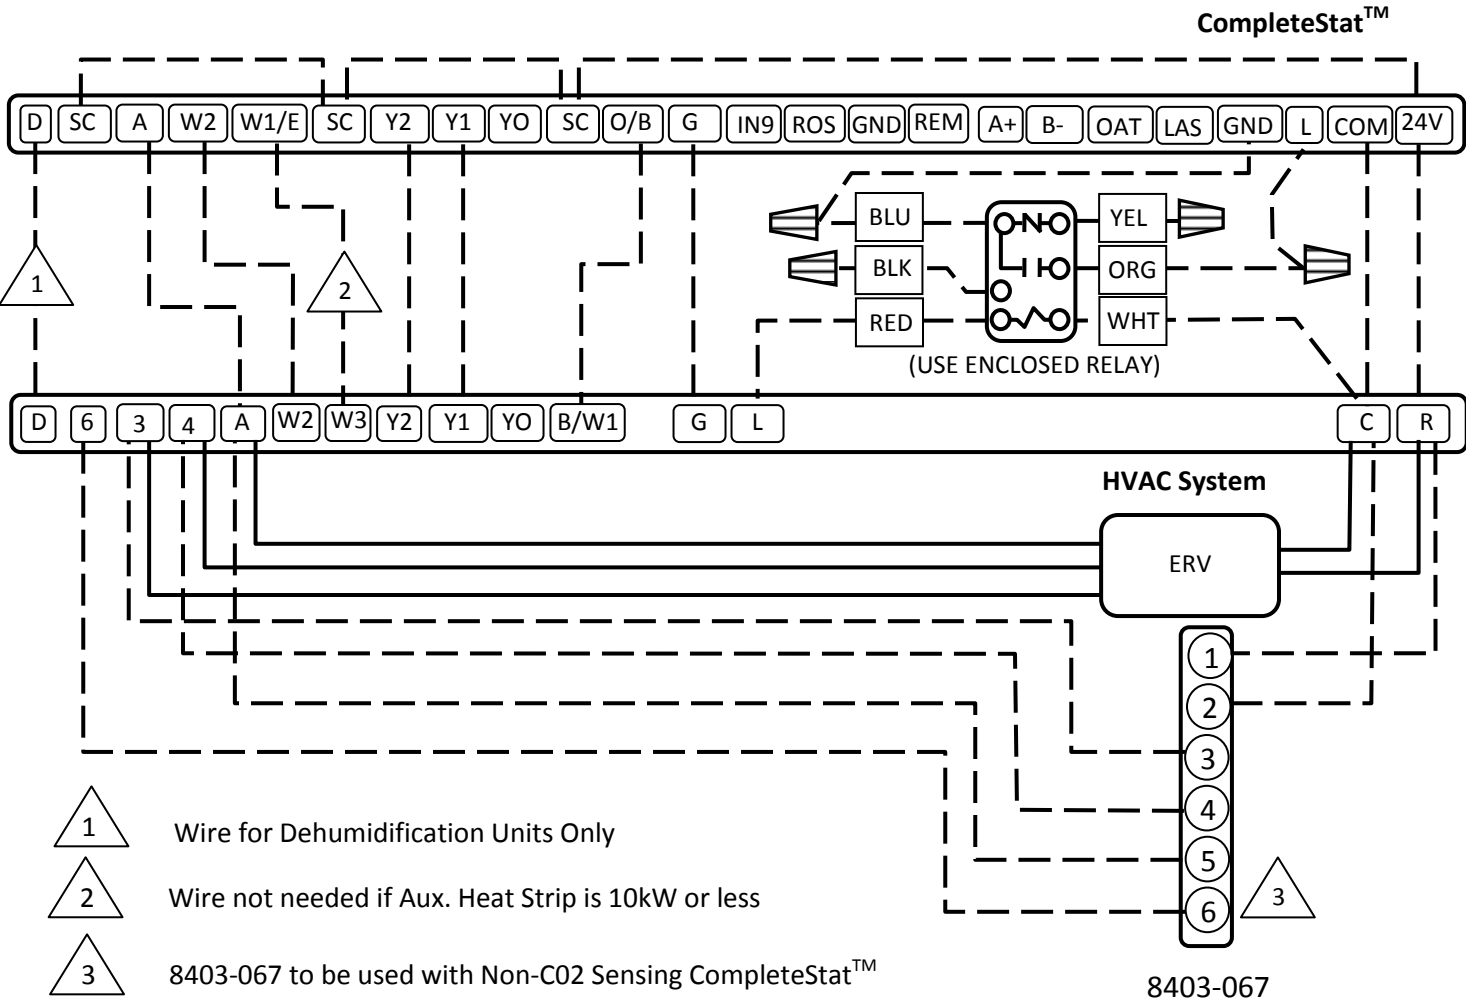 CompleteStat™
D SC A W2 W1/E SC Y2 Y1 YO SC O/B G IN9 ROS GND REM A+ B- OAT LAS GND L COM 24V
BLU YEL
1 2 BLK ORG
RED WHT
(USE ENCLOSED RELAY)
D 6 3 4 A W2 W3 Y2 Y1 YO B/W1 G L C R
HVAC System
ERV
1
2
3
4
5
6
3
1 Wire for Dehumidification Units Only
2 Wire not needed if Aux. Heat Strip is 10kW or less
3 8403-067 to be used with Non-C02 Sensing CompleteStat™
8403-067